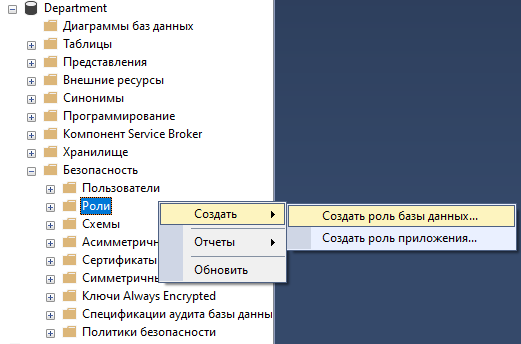 Department
Диаграммы баз данных
Таблицы
Представления
Внешние ресурсы
Синонимы
Программирование
Компонент Service Broker
Хранилище
Безопасность
Пользователи
Роли
Создать
Создать роль базы данных...
Схемы
Создать роль приложения...
Асимметричн
Отчеты
Сертификаты
Обновить
Симметричны
Ключи Always Encrypted
Спецификации аудита базы данны
Политики безопасности